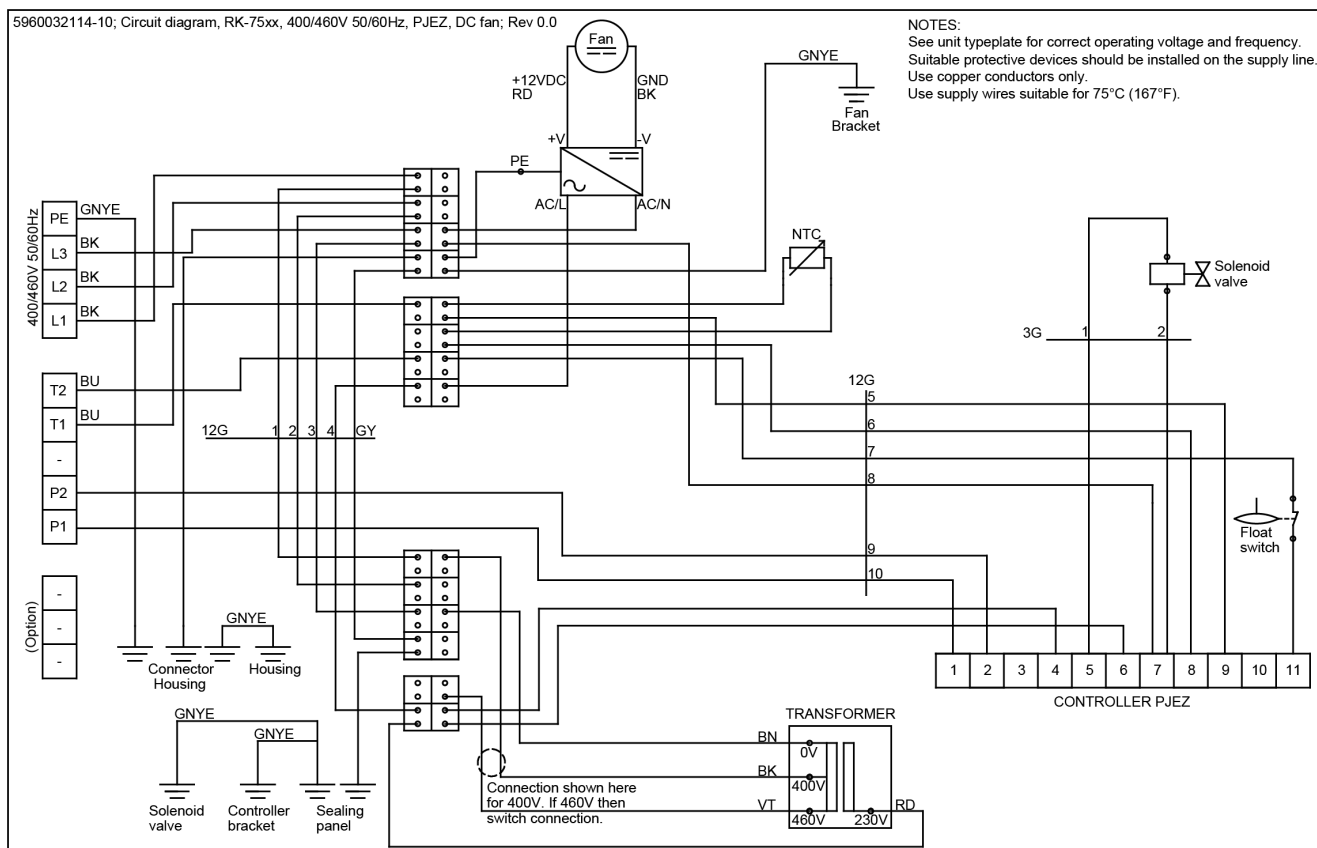 5960032114-10; Circuit diagram, RK-75xx, 400/460V 50/60Hz, PJEZ, DC fan; Rev 0.0
NOTES:
See unit typeplate for correct operating voltage and frequency.
Suitable protective devices should be installed on the supply line.
Use copper conductors only.
Use supply wires suitable for 75°C (167°F).
Fan
+12VDC
RD
GND
BK
GNYE
Fan
Bracket
+V
-V
PE
AC/L
AC/N
400/460V 50/60Hz
PE
GNYE
L3
BK
L2
BK
L1
BK
NTC
Solenoid
valve
3G
1
2
T2
BU
T1
BU
-
P2
P1
12G
1
2
3
4
GY
12G
5
6
7
8
9
10
Float
switch
(Option)
-
-
-
GNYE
Connector
Housing
Housing
1
2
3
4
5
6
7
8
9
10
11
CONTROLLER PJEZ
GNYE
GNYE
Solenoid
valve
Controller
bracket
Sealing
panel
Connection shown here
for 400V. If 460V then
switch connection.
TRANSFORMER
BN
0V
BK
400V
VT
460V
230V
RD